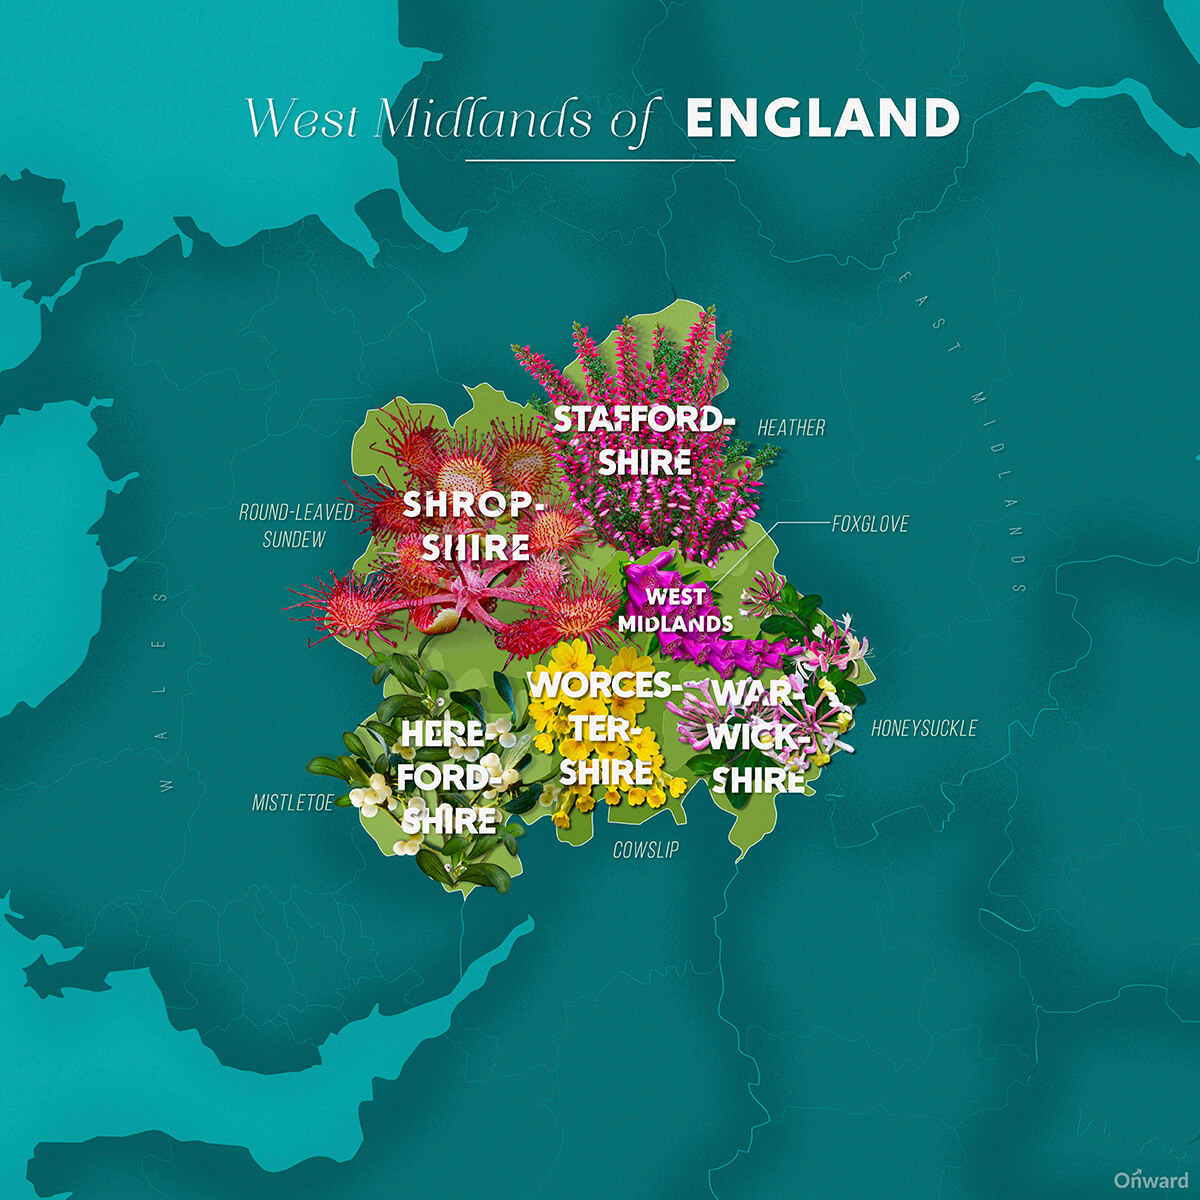 West Midlands of ENGLAND
EAST MIDLANDS
STAFFORD-
SHIRE
HEATHER
SHROP-
SHIRE
ROUND-LEAVED
SUNDEW
FOXGLOVE
WEST
MIDLANDS
WALES
WORCES-
TER-
SHIRE
WAR-
WICK-
SHIRE
HONEYSUCKLE
HERE-
FORD-
SHIRE
MISTLETOE
COWSLIP
Onward